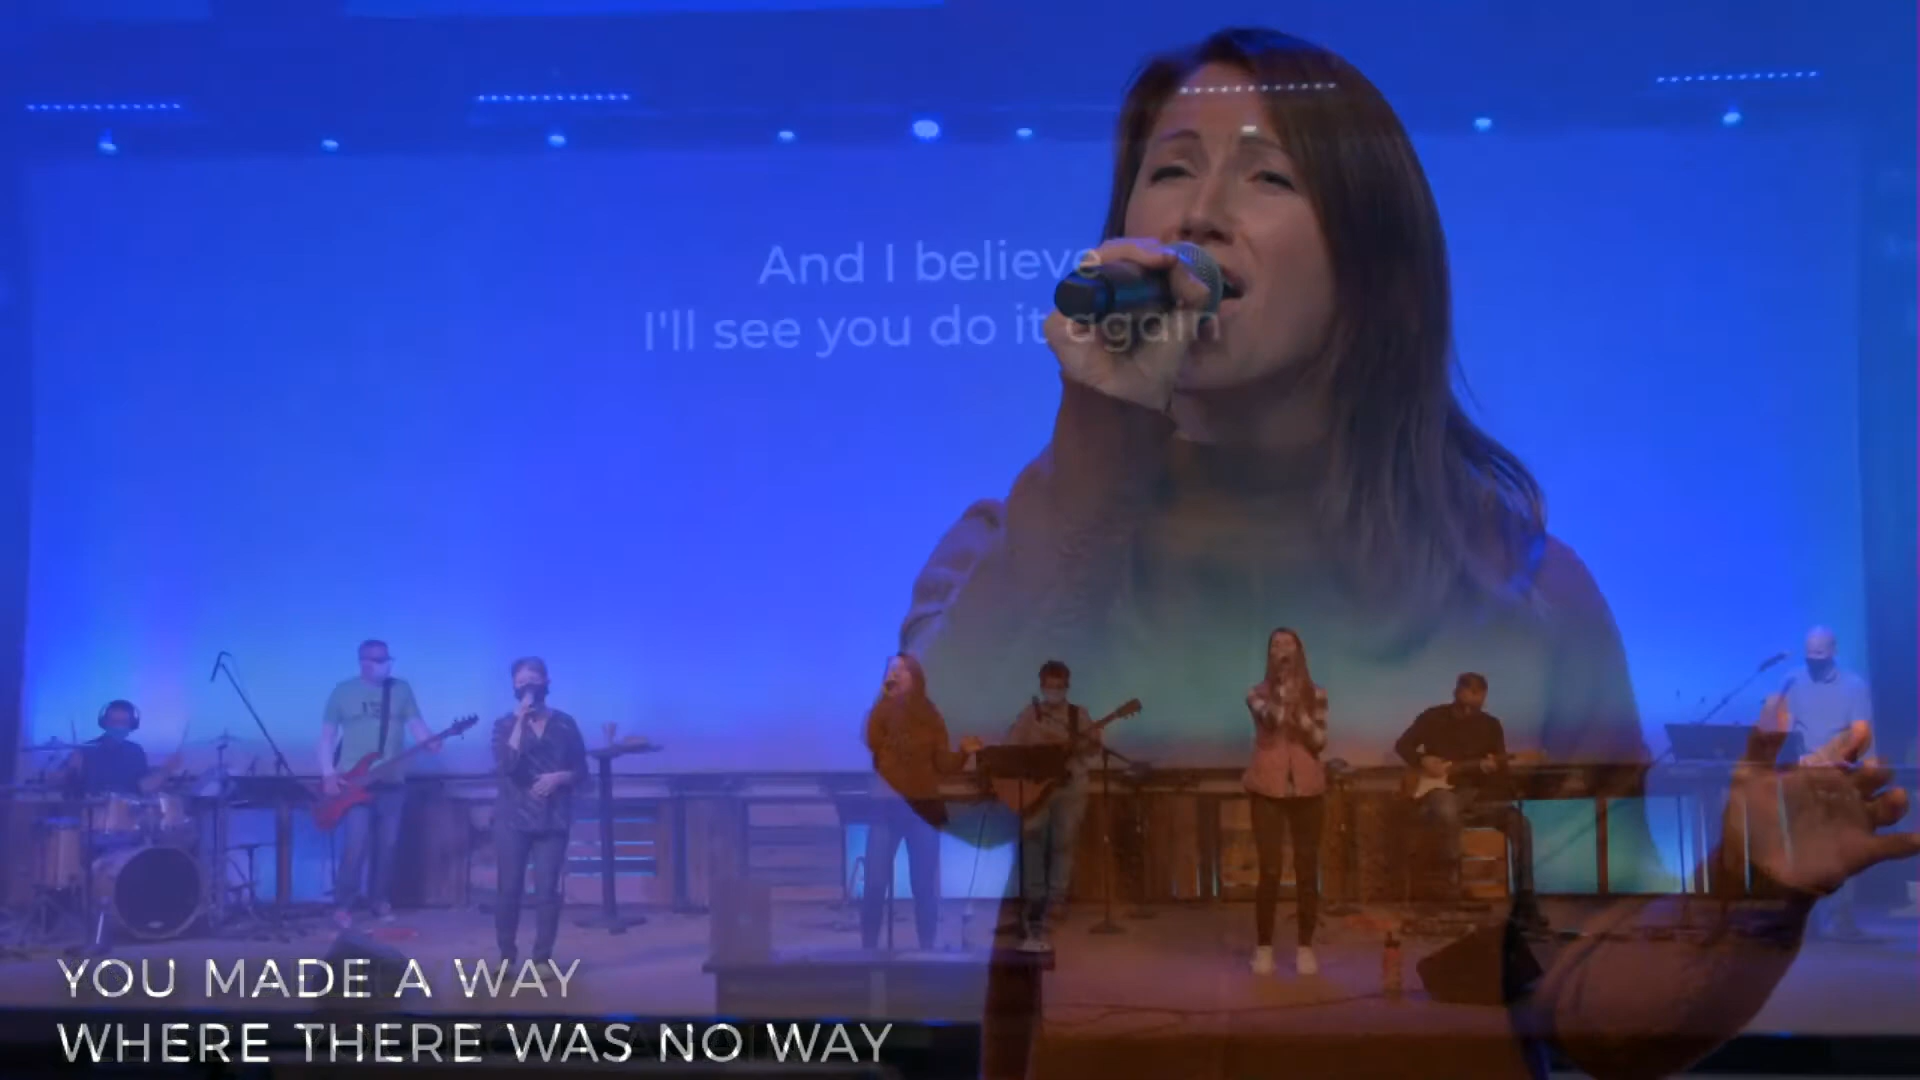 And I believe
I'll see you do it again
YOU MADE A WAY
WHERE THERE WAS NO WAY